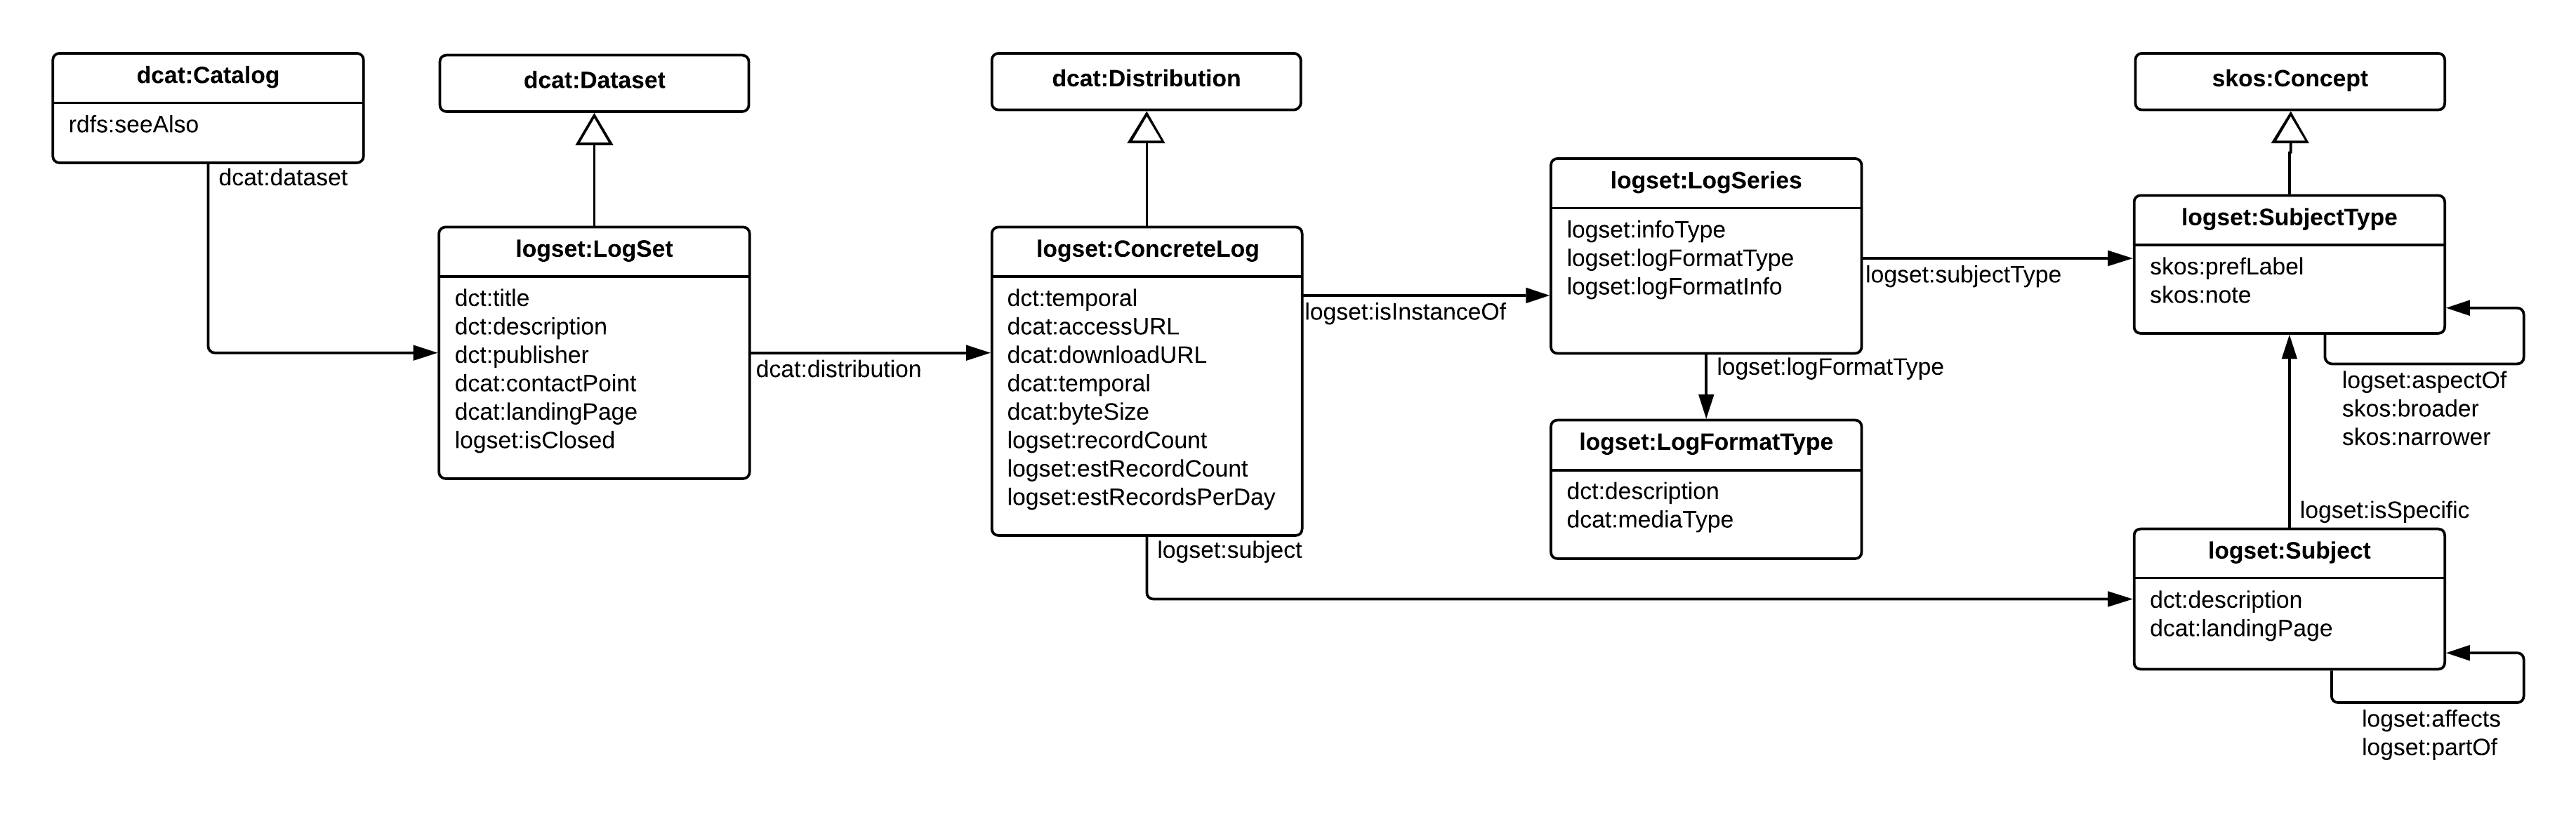 dcat:Catalog
rdfs:seeAlso
dcat:dataset
dcat:Dataset
logset:LogSet
dct:title
dct:description
dct:publisher
dcat:contactPoint
dcat:landingPage
logset:isClosed
dcat:distribution
dcat:Distribution
logset:ConcreteLog
dct:temporal
dcat:accessURL
dcat:downloadURL
dcat:temporal
dcat:byteSize
logset:recordCount
logset:estRecordCount
logset:estRecordsPerDay
logset:isInstanceOf
logset:subject
logset:LogSeries
logset:infoType
logset:logFormatType
logset:logFormatInfo
logset:subjectType
logset:logFormatType
logset:LogFormatType
dct:description
dcat:mediaType
skos:Concept
logset:SubjectType
skos:prefLabel
skos:note
logset:aspectOf
skos:broader
skos:narrower
logset:isSpecific
logset:Subject
dct:description
dcat:landingPage
logset:affects
logset:partOf